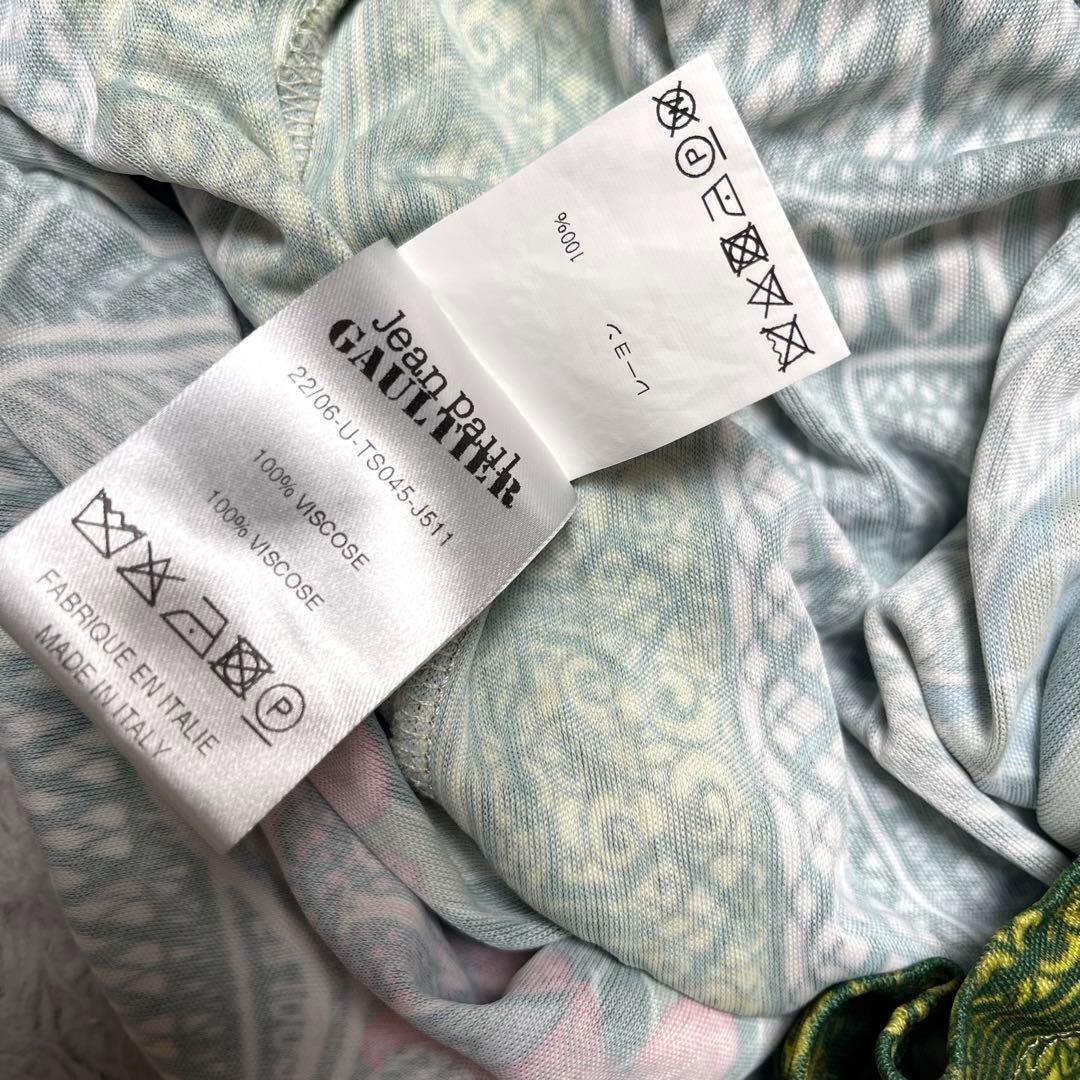 Jean Paul
GAULTIER
22/06-U-TS045-J511
100% VISCOSE
100% VISCOSE
P
FABRIQUE EN ITALIE
MADE IN ITALY
レーヨン
100%
P
W